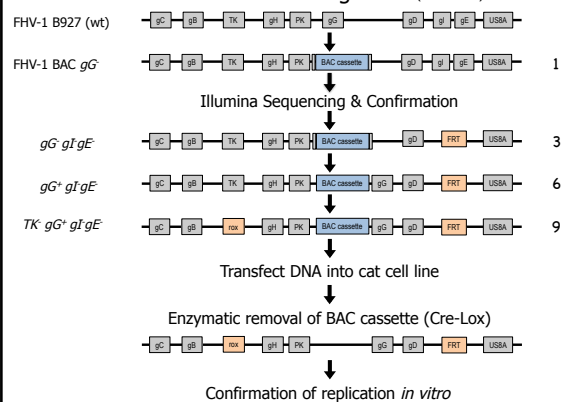 FHV-1 B927 (wt) gC gB TK gH PK gG gD gI gE US8A
FHV-1 BAC gG- gC gB TK gH PK BAC cassette gD gI gE US8A 1
Illumina Sequencing & Confirmation
gG- gI-gE- gC gB TK gH PK BAC cassette gD FRT US8A 3
gG+ gI-gE- gC gB TK gH PK BAC cassette gG gD FRT US8A 6
TK- gG+ gI-gE- gC gB rox gH PK BAC cassette gG gD FRT US8A 9
Transfect DNA into cat cell line
Enzymatic removal of BAC cassette (Cre-Lox)
gC gB rox gH PK gG gD FRT US8A
Confirmation of replication in vitro